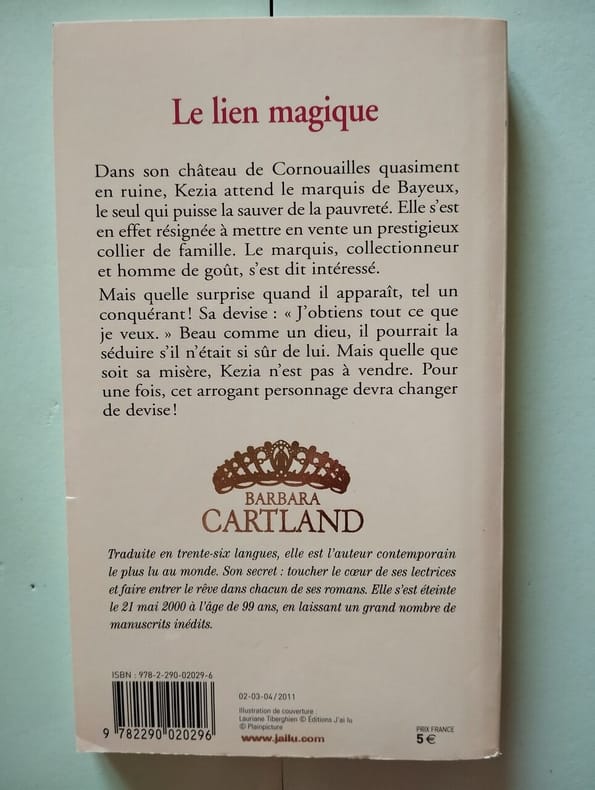 Le lien magique
Dans son château de Cornouailles quasiment
en ruine, Kezia attend le marquis de Bayeux,
le seul qui puisse la sauver de la pauvreté. Elle s'est
en effet résignée à mettre en vente un prestigieux
collier de famille. Le marquis, collectionneur
et homme de goût, s'est dit intéressé.
Mais quelle surprise quand il apparaît, tel un
conquérant! Sa devise : « J'obtiens tout ce que
je veux. » Beau comme un dieu, il pourrait la
séduire s'il n'était si sûr de lui. Mais quelle que
soit sa misère, Kezia n'est pas à vendre. Pour
une fois, cet arrogant personnage devra changer
de devise!
BARBARA
CARTLAND
Traduite en trente-six langues, elle est l'auteur contemporain
le plus lu au monde. Son secret : toucher le cœur de ses lectrices
et faire entrer le rêve dans chacun de ses romans. Elle s'est éteinte
le 21 mai 2000 à l'âge de 99 ans, en laissant un grand nombre de
manuscrits inédits.
ISBN : 978-2-290-02029-6
9 782290 020296
02-03-04/2011
Illustration de couverture :
Lauriane Tiberghien © Éditions J'ai lu
© Plainpicture
www.jailu.com
PRIX FRANCE
5 €